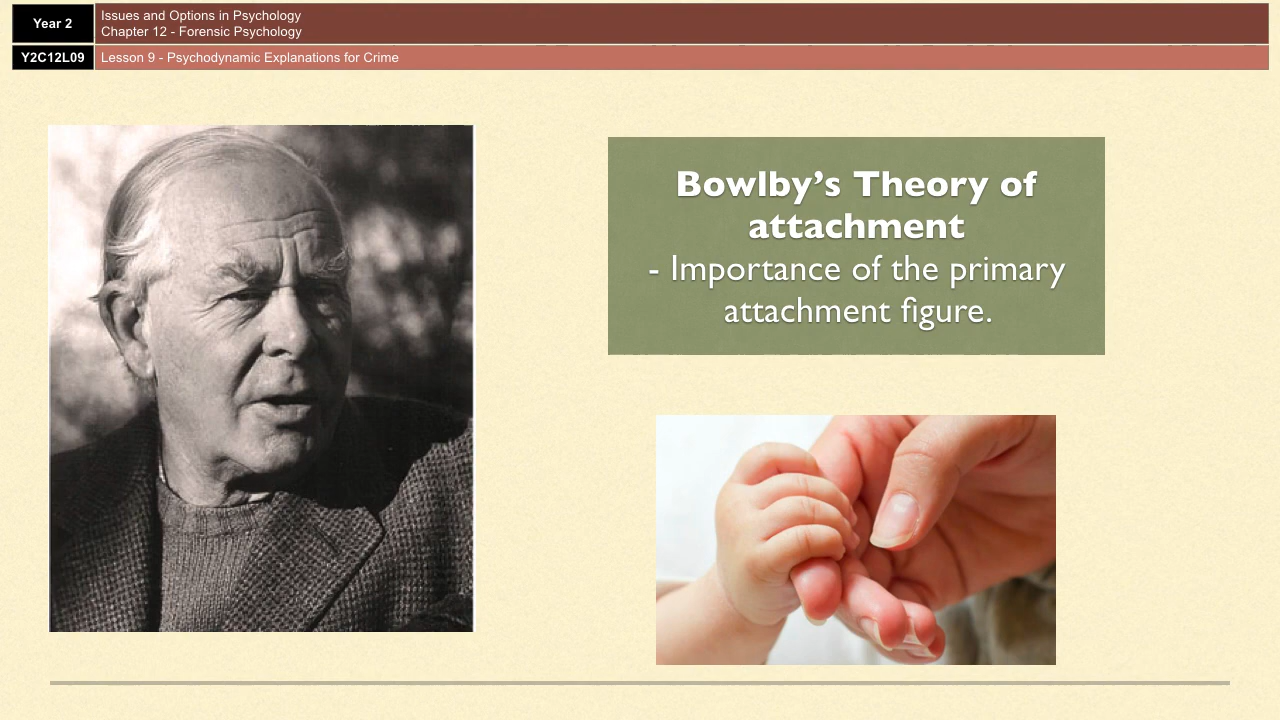 Year 2
Issues and Options in Psychology
Chapter 12 - Forensic Psychology
Y2C12L09
Lesson 9 - Psychodynamic Explanations for Crime
Bowlby’s Theory of
attachment
- Importance of the primary
attachment figure.